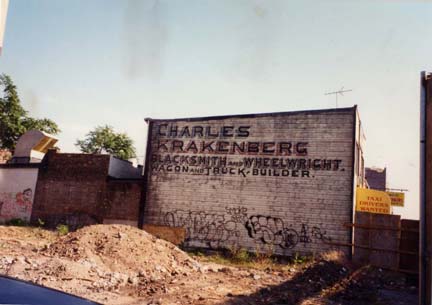 CHARLES
KRAKENBERG
BLACKSMITH AND WHEELWRIGHT.
WAGON AND TRUCK-BUILDER.
TAXI
DRIVERS
WANTED